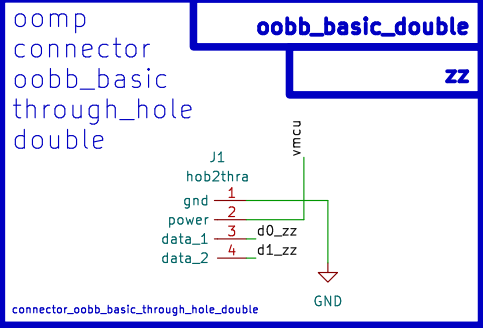 oomp
connector
oobb_basic
through_hole
double
oobb_basic_double
zz
vmcu
J1
hob2thra
gnd 1
power 2
data_1 3 d0_zz
data_2 4 d1_zz
GND
connector_oobb_basic_through_hole_double